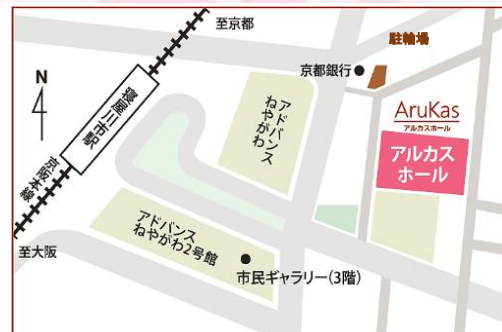 至京都
駐輪場
京都銀行
N
寝屋川市駅
アドバンス
ねやがわ
AruKas
アルカスホール
アルカス
ホール
京阪本線
アドバンス
ねやがわ2号館
至大阪
市民ギャラリー(3階)